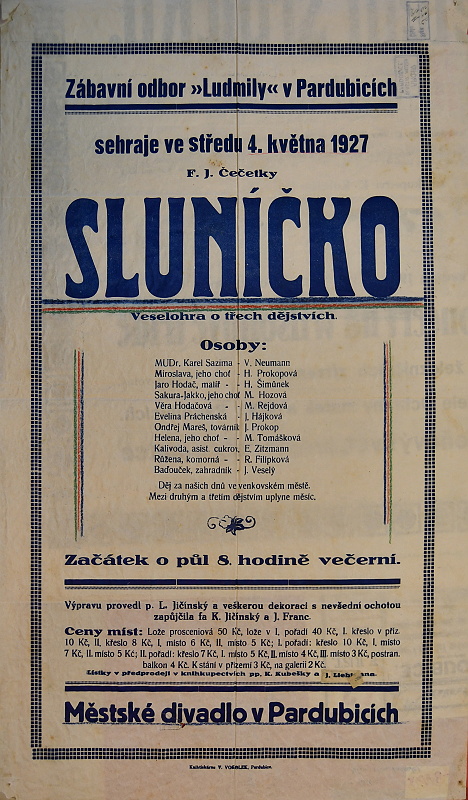 Zábavní odbor »Ludmily« v Pardubicích
sehraje ve středu 4. května 1927
F. J. Čečetky
SLUNÍČKO
Veselohra o třech dějstvích.
Osoby:
MUDr. Karel Sazima - V. Neumann
Miroslava, jeho choť - H. Prokopová
Jaro Hodač, malíř - - H. Šimůnek
Sakura-Jakko, jeho choť M. Hozová
Věra Hodačová - - M. Rejdová
Evelina Práchenská - J. Hájková
Ondřej Mareš, továrník J. Prokop
Helena, jeho choť - - M. Tomášková
Kalivoda, asist. cukrov. E. Zitzmann
Růžena, komorná - - R. Filipková
Baďouček, zahradník - J. Veselý
Děj za našich dnů ve venkovském městě.
Mezi druhým a třetím dějstvím uplyne měsíc.
Začátek o půl 8. hodině večerní.
Výpravu provedl p. L. Jičínský a veškerou dekoraci s nevšední ochotou
zapůjčila fa K. Jičínský a J. Franc.
Ceny míst: Lože prosceniová 50 Kč, lože v I. pořadí 40 Kč, I. křeslo v příz.
10 Kč, II. křeslo 8 Kč, I. místo 6 Kč, II. místo 5 Kč; I. pořadí: křeslo 10 Kč, I. místo
7 Kč, II. místo 5 Kč; II. pořadí: křeslo 7 Kč, I. místo 5 Kč, II. místo 4 Kč, III. místo 3 Kč, postran.
balkon 4 Kč. K stání v přízemí 3 Kč, na galerii 2 Kč.
Lístky v předprodeji v knihkupectvích pp. K. Kubešky a J.
Městské divadlo v Pardubicích
Knihtiskárna V. VOKOLEK, Pardubice.